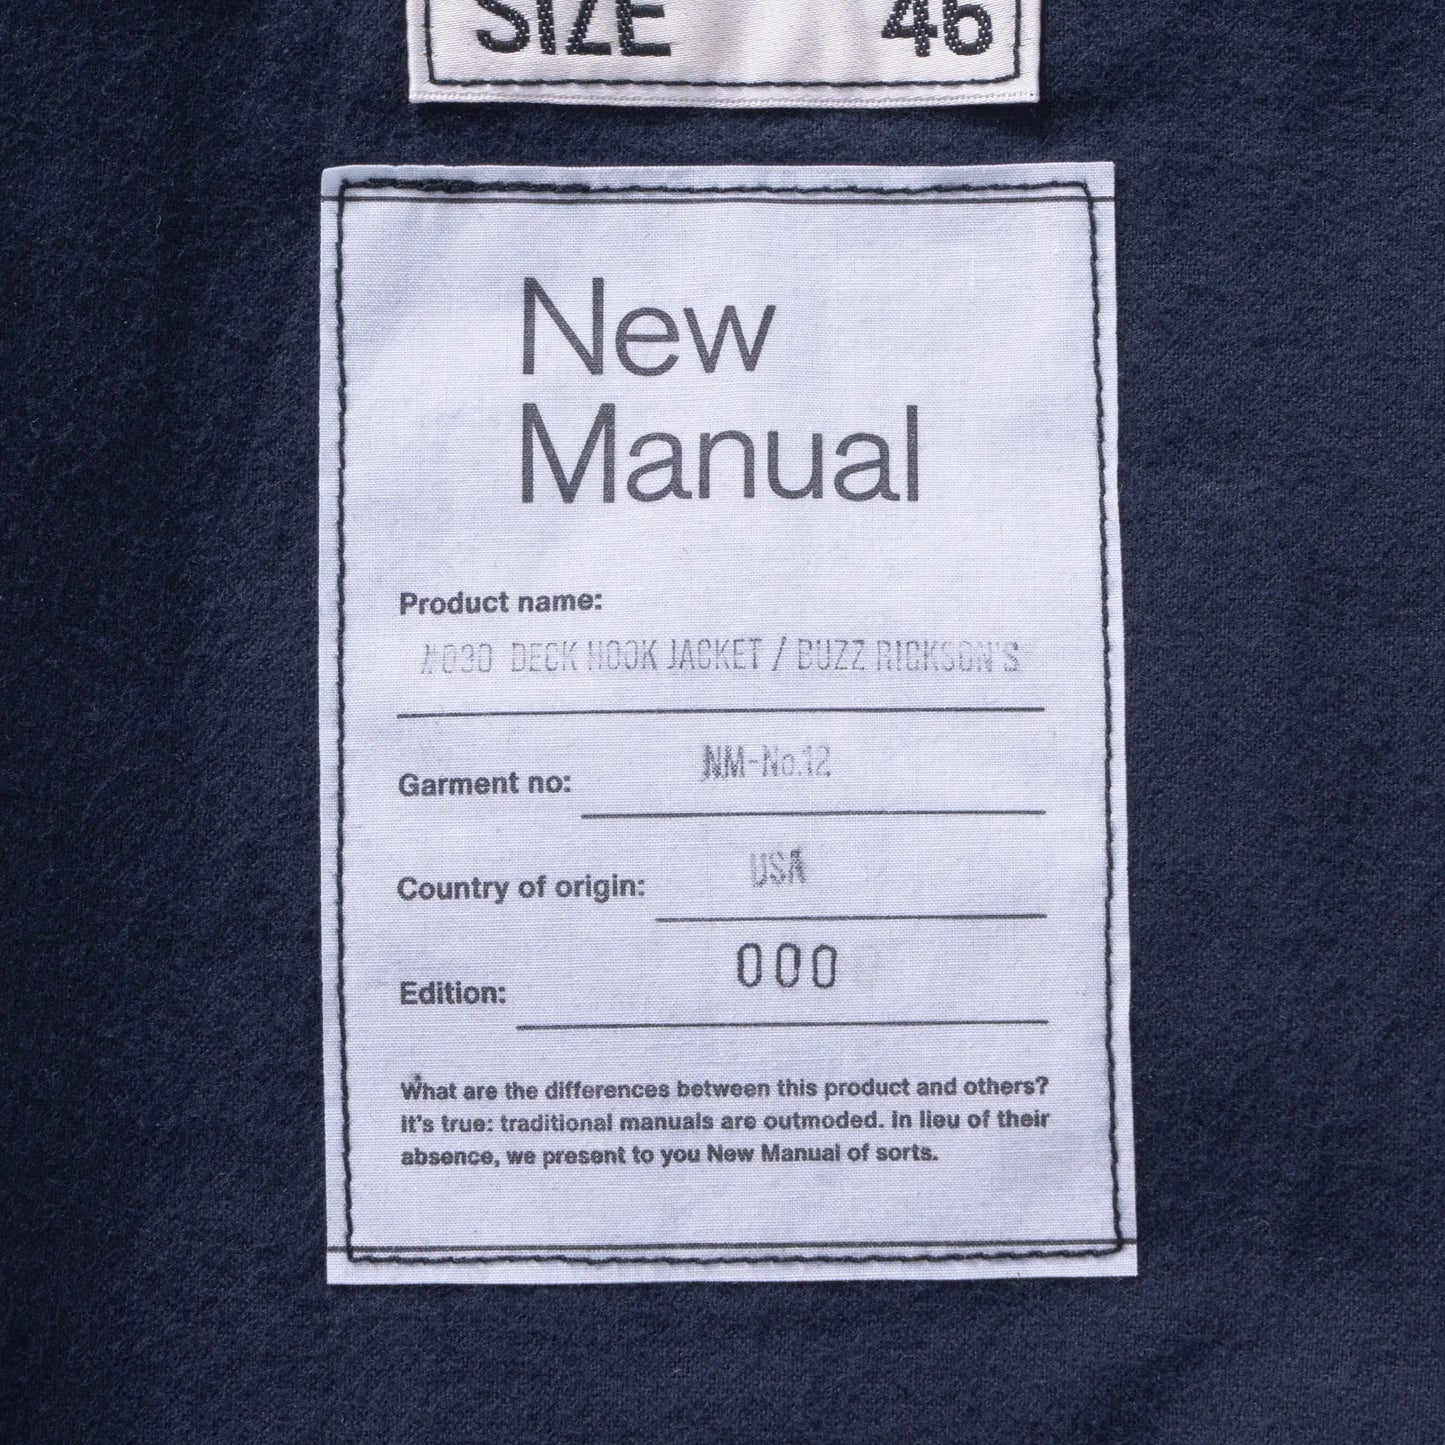 SIZE 46
New
Manual
Product name:
#030 DECK HOOK JACKET / BUZZ RICKSON'S
Garment no: NM-No.12
Country of origin: USA
Edition: 000
What are the differences between this product and others?
It's true: traditional manuals are outmoded. In lieu of their
absence, we present to you New Manual of sorts.